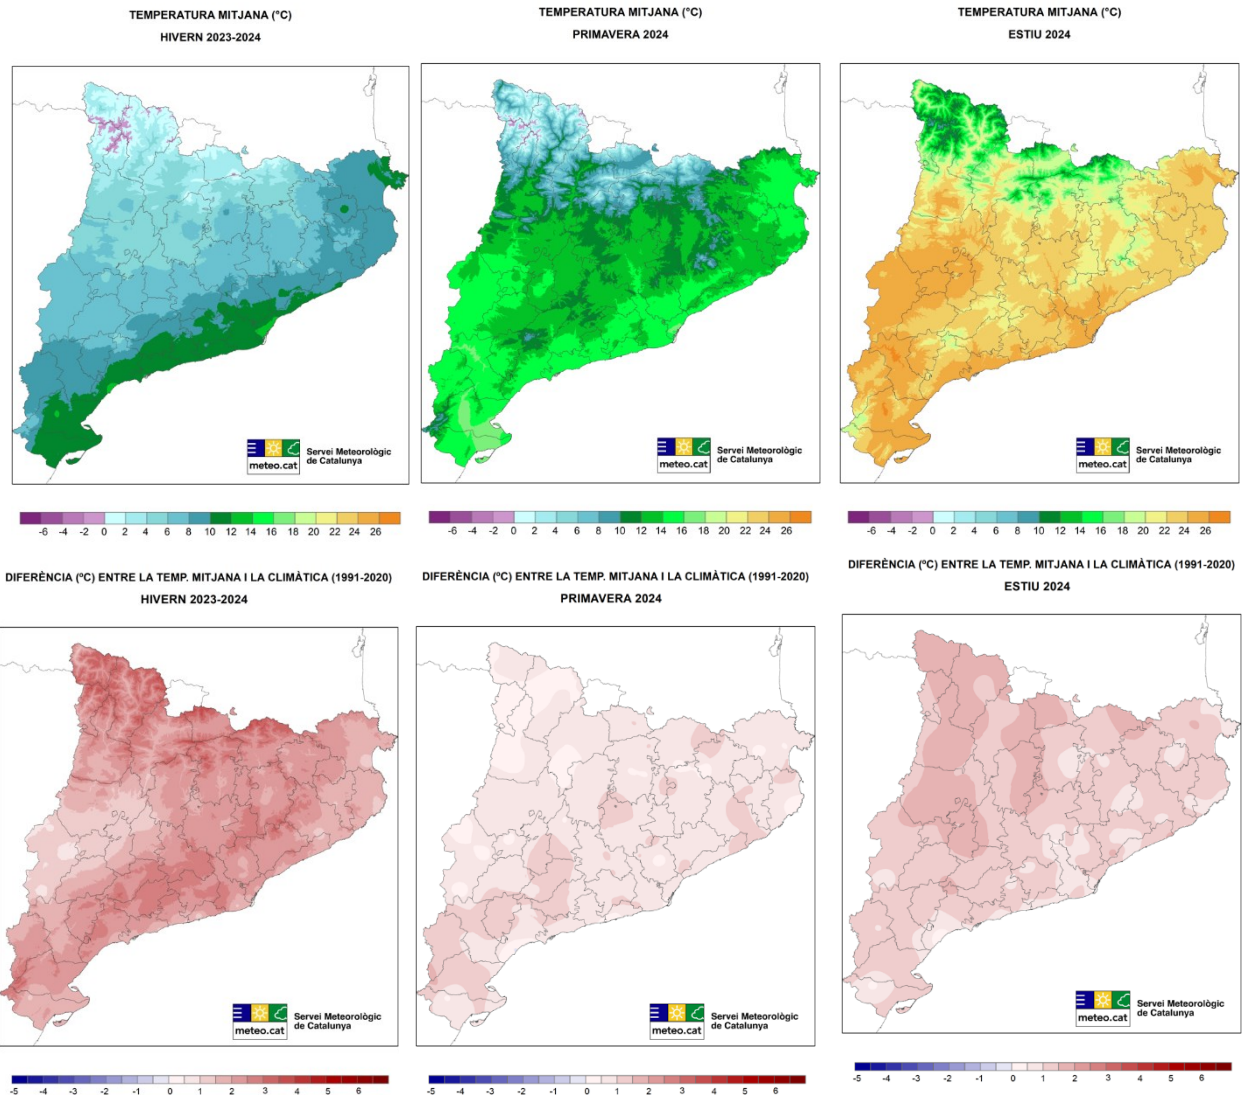 TEMPERATURA MITJANA (°C)
HIVERN 2023-2024
TEMPERATURA MITJANA (°C)
PRIMAVERA 2024
TEMPERATURA MITJANA (°C)
ESTIU 2024
meteo.cat
Servei Meteorològic
de Catalunya
meteo.cat
Servei Meteorològic
de Catalunya
meteo.cat
Servei Meteorològic
de Catalunya
-6 -4 -2 0 2 4 6 8 10 12 14 16 18 20 22 24 26
-6 -4 -2 0 2 4 6 8 10 12 14 16 18 20 22 24 26
-6 -4 -2 0 2 4 6 8 10 12 14 16 18 20 22 24 26
DIFERÈNCIA (ºC) ENTRE LA TEMP. MITJANA I LA CLIMÀTICA (1991-2020)
HIVERN 2023-2024
DIFERÈNCIA (ºC) ENTRE LA TEMP. MITJANA I LA CLIMÀTICA (1991-2020)
PRIMAVERA 2024
DIFERÈNCIA (ºC) ENTRE LA TEMP. MITJANA I LA CLIMÀTICA (1991-2020)
ESTIU 2024
meteo.cat
Servei Meteorològic
de Catalunya
meteo.cat
Servei Meteorològic
de Catalunya
meteo.cat
Servei Meteorològic
de Catalunya
-5 -4 -3 -2 -1 0 1 2 3 4 5 6
-5 -4 -3 -2 -1 0 1 2 3 4 5 6
-5 -4 -3 -2 -1 0 1 2 3 4 5 6